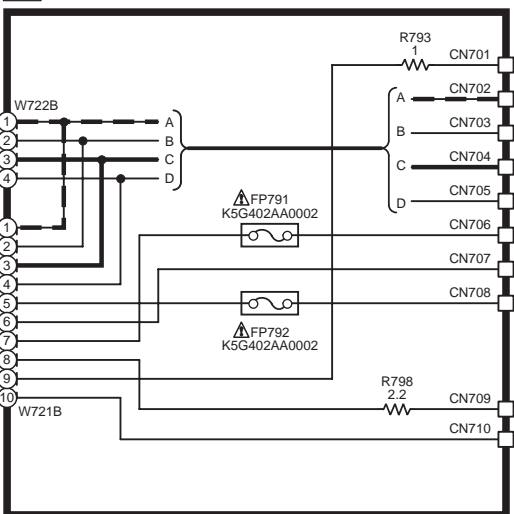 R793
1
CN701
W722B
CN702
1
A
A
CN703
2
B
B
CN704
3
C
C
CN705
4
D
D
FP791
K5G402AA0002
CN706
1
2
CN707
3
4
CN708
5
6
FP792
7
K5G402AA0002
8
R798
9
2.2
10
CN709
W721B
CN710